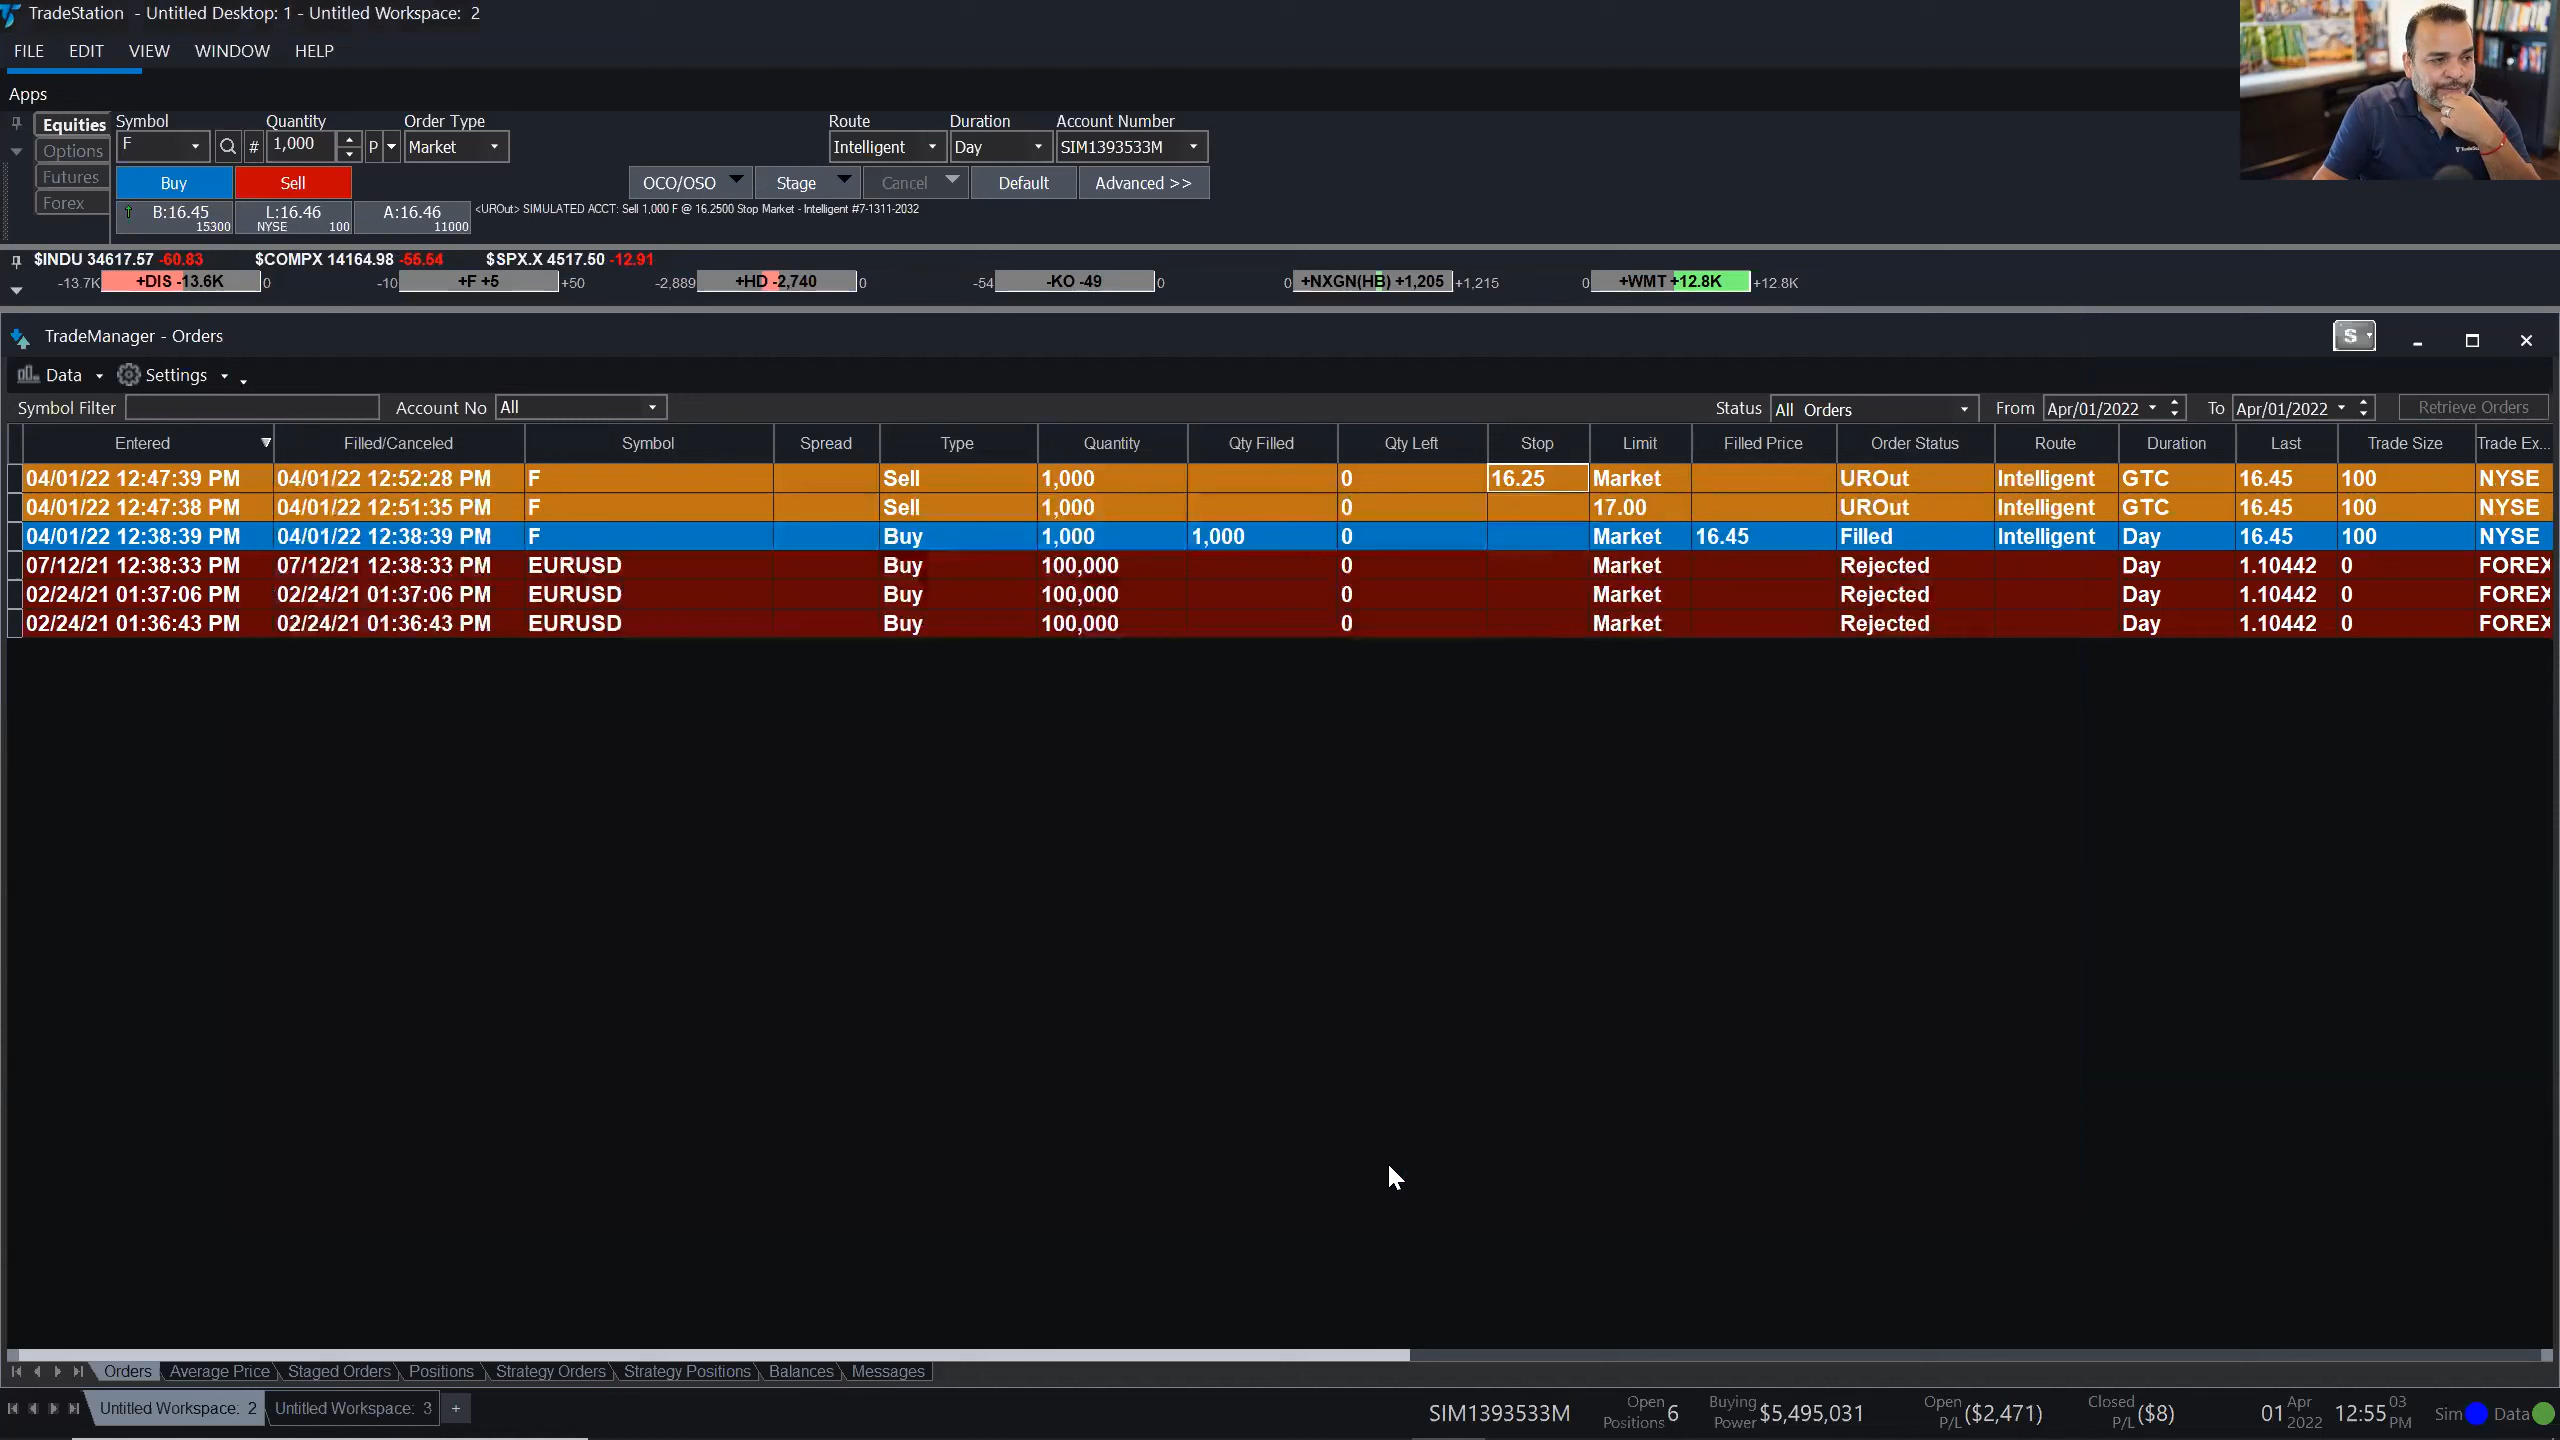 TradeStation - Untitled Desktop: 1 - Untitled Workspace: 2
FILE EDIT VIEW WINDOW HELP
Apps
Equities Symbol Quantity Order Type Route Duration Account Number
F # 1,000 P Market Intelligent Day SIM1393533M
Options
Futures Buy Sell OCO/OSO Stage Cancel Default Advanced >>
Forex B:16.45 L:16.46 A:16.46 <UROut> SIMULATED ACCT: Sell 1,000 F @ 16.2500 Stop Market - Intelligent #7-1311-2032
15300 NYSE 100 11000
$INDU 34617.57 -60.83 $COMPX 14164.98 -55.54 $SPX.X 4517.50 -12.91
-13.7K +DIS -13.6K 0 -10 +F +5 +50 -2,889 +HD -2,740 0 -54 -KO -49 0 0 +NXGN(HB) +1,205 +1,215 0 +WMT +12.8K +12.8K
TradeManager - Orders S
Data Settings
Symbol Filter Account No All Status All Orders From Apr/01/2022 To Apr/01/2022 Retrieve Orders
Entered Filled/Canceled Symbol Spread Type Quantity Qty Filled Qty Left Stop Limit Filled Price Order Status Route Duration Last Trade Size Trade Ex...
04/01/22 12:47:39 PM 04/01/22 12:52:28 PM F Sell 1,000 0 16.25 Market UROut Intelligent GTC 16.45 100 NYSE
04/01/22 12:47:38 PM 04/01/22 12:51:35 PM F Sell 1,000 0 17.00 UROut Intelligent GTC 16.45 100 NYSE
04/01/22 12:38:39 PM 04/01/22 12:38:39 PM F Buy 1,000 1,000 0 Market 16.45 Filled Intelligent Day 16.45 100 NYSE
07/12/21 12:38:33 PM 07/12/21 12:38:33 PM EURUSD Buy 100,000 0 Market Rejected Day 1.10442 0 FOREX
02/24/21 01:37:06 PM 02/24/21 01:37:06 PM EURUSD Buy 100,000 0 Market Rejected Day 1.10442 0 FOREX
02/24/21 01:36:43 PM 02/24/21 01:36:43 PM EURUSD Buy 100,000 0 Market Rejected Day 1.10442 0 FOREX
Orders Average Price Staged Orders Positions Strategy Orders Strategy Positions Balances Messages
Untitled Workspace: 2 Untitled Workspace: 3 + SIM1393533M Open Positions 6 Buying Power $5,495,031 Open P/L ($2,471) Closed P/L ($8) 01 Apr 2022 12:55 03 PM Sim Data